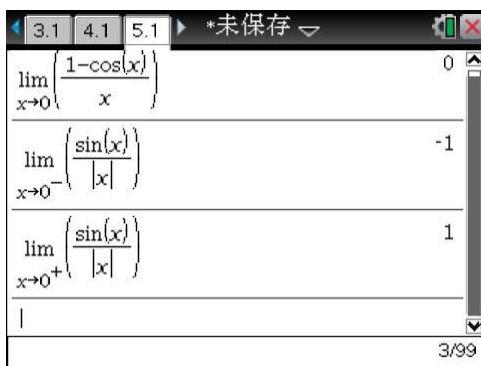 3.1 4.1 5.1 *未保存
lim x→0 (1-cos(x)/x) 0
lim x→0⁻ (sin(x)/|x|) -1
lim x→0⁺ (sin(x)/|x|) 1
3/99